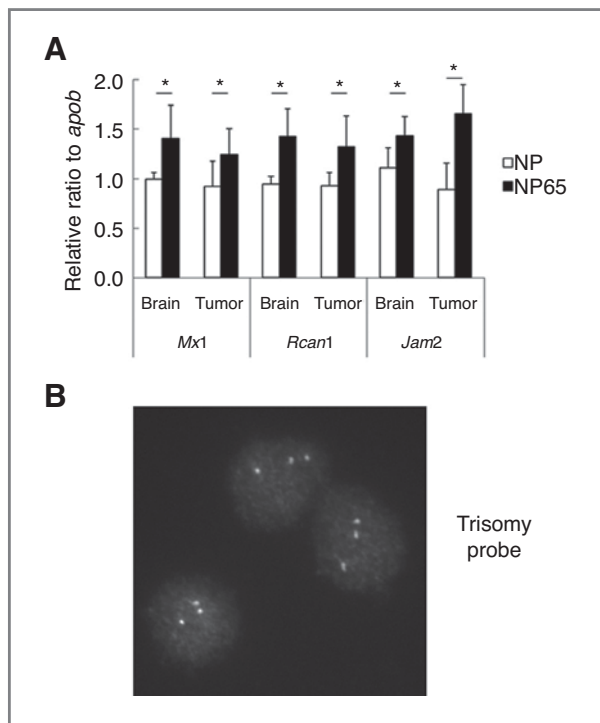 A
Relative ratio to apob
2.0
1.5
1.0
0.5
0.0
* * * * * *
NP
NP65
Brain Tumor Brain Tumor Brain Tumor
Mx1 Rcan1 Jam2
B
Trisomy
probe